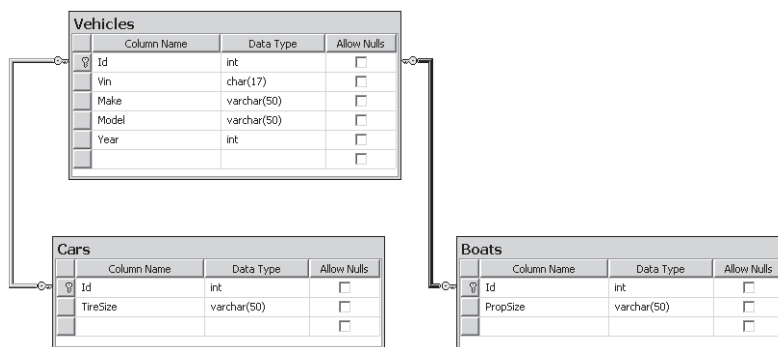 Vehicles
Column Name Data Type Allow Nulls
Id int
Vin char(17)
Make varchar(50)
Model varchar(50)
Year int
Cars
Column Name Data Type Allow Nulls
Id int
TireSize varchar(50)
Boats
Column Name Data Type Allow Nulls
Id int
PropSize varchar(50)